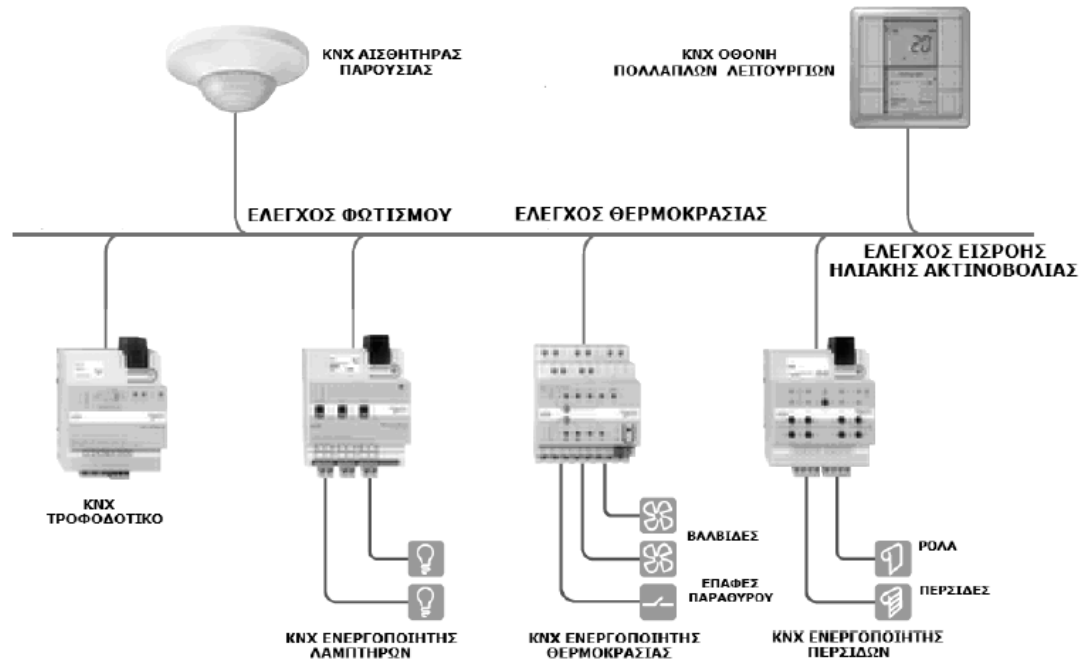 KNX ΑΙΣΘΗΤΗΡΑΣ
ΠΑΡΟΥΣΙΑΣ
KNX ΟΘΟΝΗ
ΠΟΛΛΑΠΛΩΝ ΛΕΙΤΟΥΡΓΙΩΝ
20
ΕΛΕΓΧΟΣ ΦΩΤΙΣΜΟΥ
ΕΛΕΓΧΟΣ ΘΕΡΜΟΚΡΑΣΙΑΣ
ΕΛΕΓΧΟΣ ΕΙΣΡΟΗΣ
ΗΛΙΑΚΗΣ ΑΚΤΙΝΟΒΟΛΙΑΣ
KNX
ΤΡΟΦΟΔΟΤΙΚΟ
ΒΑΛΒΙΔΕΣ
ΕΠΑΦΕΣ
ΠΑΡΑΘΥΡΟΥ
ΡΟΛΑ
ΠΕΡΣΙΔΕΣ
KNX ΕΝΕΡΓΟΠΟΙΗΤΗΣ
ΛΑΜΠΤΗΡΩΝ
KNX ΕΝΕΡΓΟΠΟΙΗΤΗΣ
ΘΕΡΜΟΚΡΑΣΙΑΣ
KNX ΕΝΕΡΓΟΠΟΙΗΤΗΣ
ΠΕΡΣΙΔΩΝ